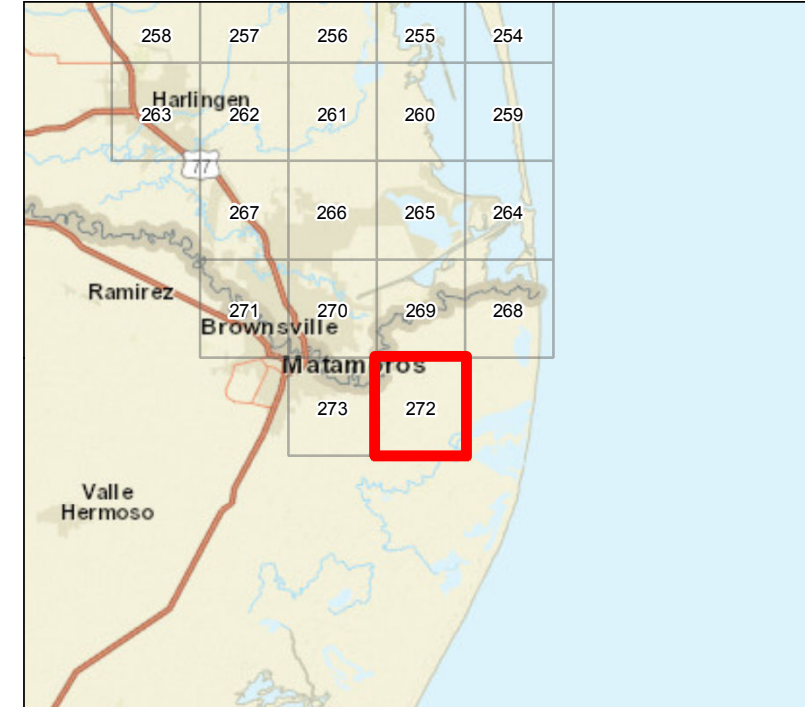 258 257 256 255 254
Harlingen
263 262 261 260 259
77
267 266 265 264
Ramirez
271 270 269 268
Brownsville
Matamoros
273 272
Valle
Hermoso